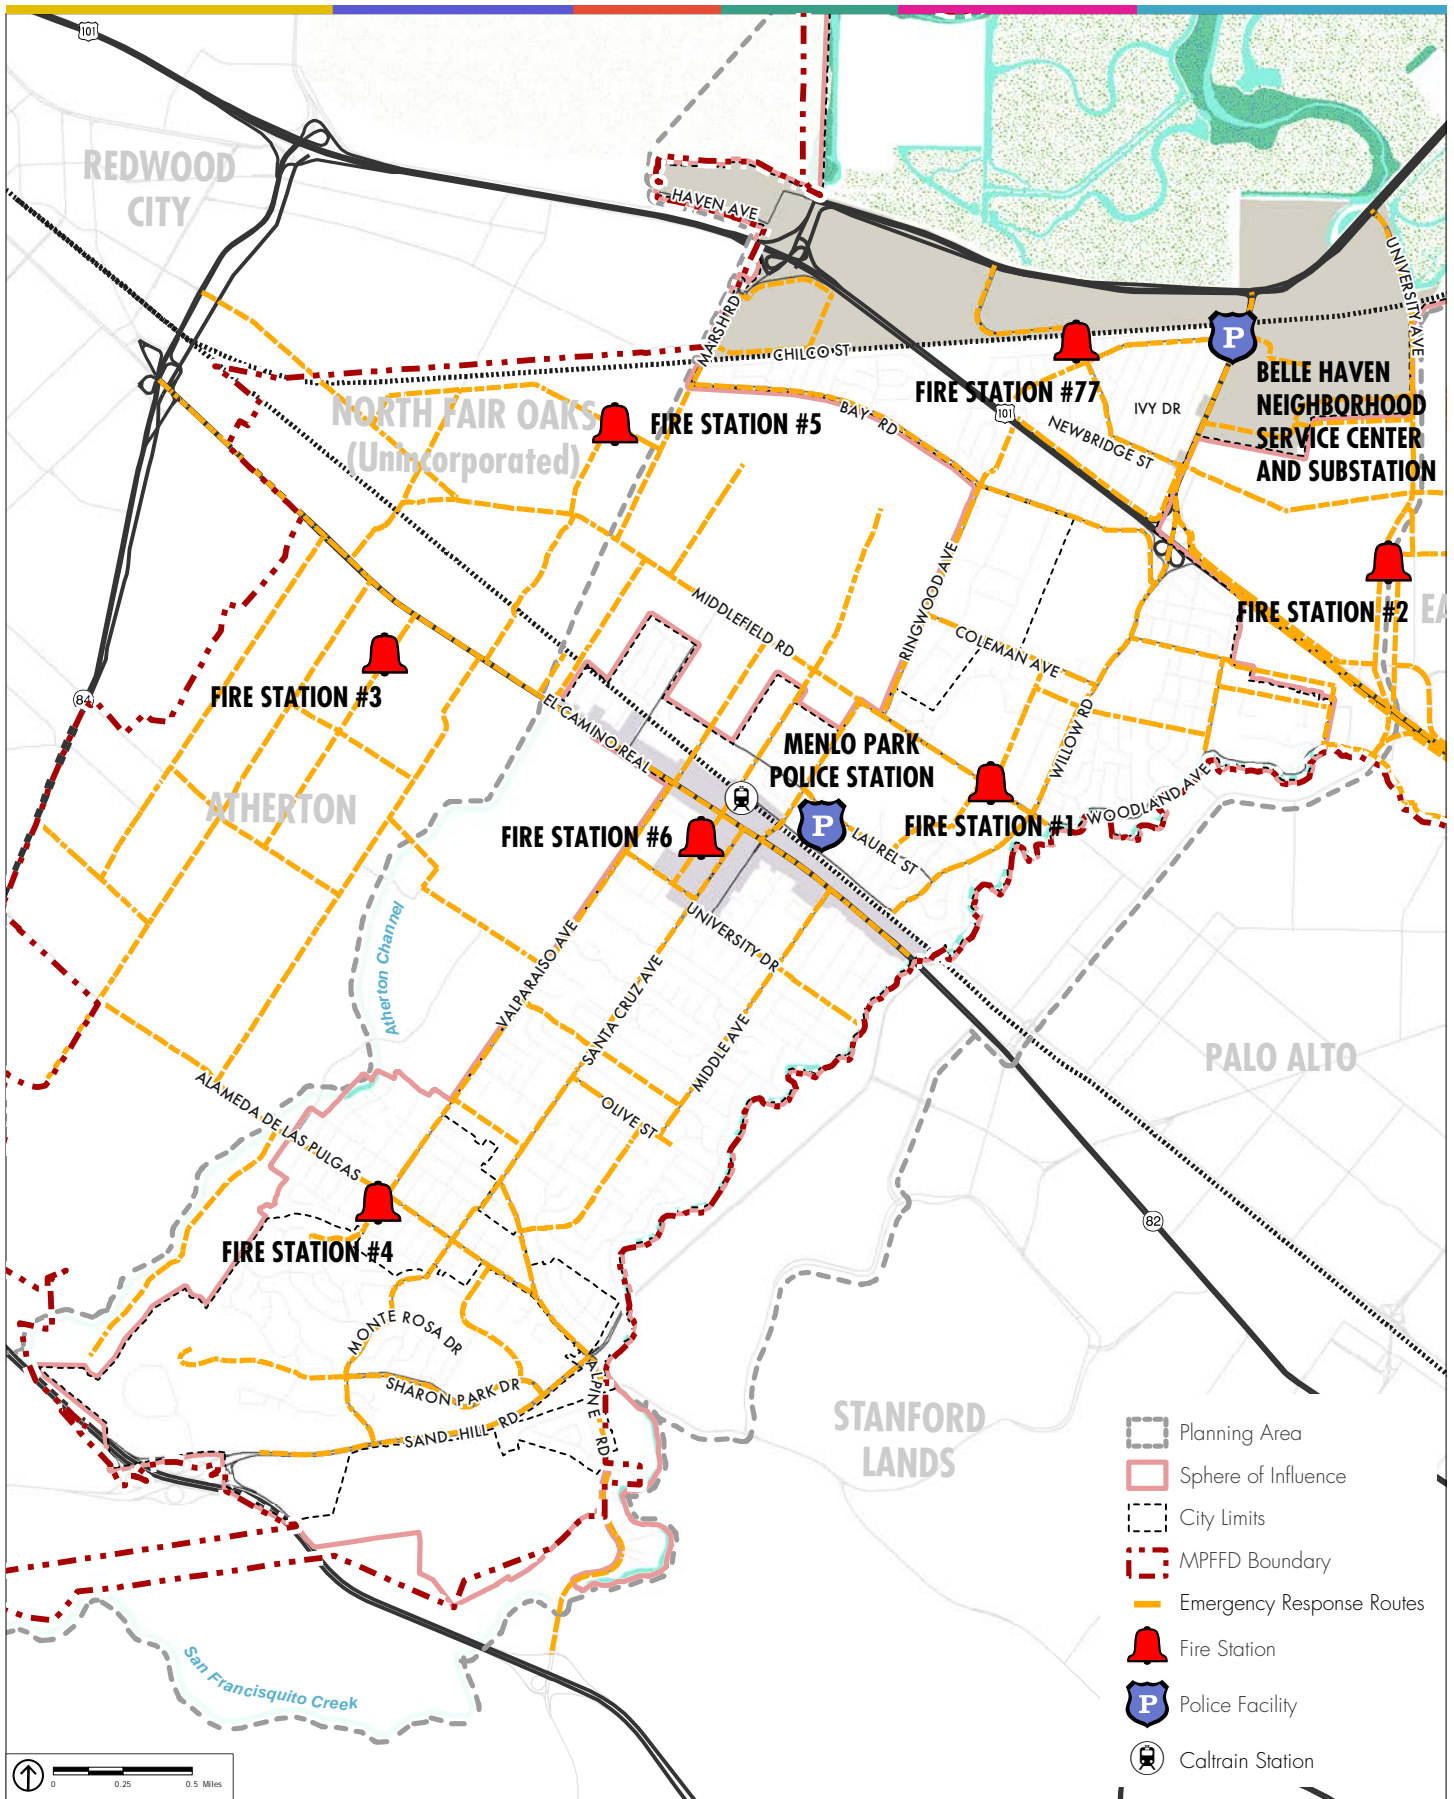 101
REDWOOD
CITY
HAVEN AVE
UNIVERSITY AVE
MARSH RD
CHILCO ST
BELLE HAVEN
NEIGHBORHOOD
SERVICE CENTER
AND SUBSTATION
FIRE STATION #77
101
IVY DR
BAY RD
NEWBRIDGE ST
NORTH FAIR OAKS
(Unincorporated)
FIRE STATION #5
FIRE STATION #2
EA
MIDDLEFIELD RD
RINGWOOD AVE
COLEMAN AVE
FIRE STATION #3
84
EL CAMINO REAL
WILLOW RD
MENLO PARK
POLICE STATION
P
P
WOODLAND AVE
ATHERTON
FIRE STATION #6
LAUREL ST
FIRE STATION #1
Atherton Channel
UNIVERSITY DR
VALPARAISO AVE
SANTA CRUZ AVE
MIDDLE AVE
PALO ALTO
ALAMEDA DE LAS PULGAS
OLIVE ST
82
FIRE STATION #4
MONTE ROSA DR
SHARON PARK DR
ALPINE RD
SAND HILL RD
STANFORD
LANDS
San Francisquito Creek
Planning Area
Sphere of Influence
City Limits
MPFFD Boundary
Emergency Response Routes
Fire Station
P
Police Facility
Caltrain Station
0 0.25 0.5 Miles